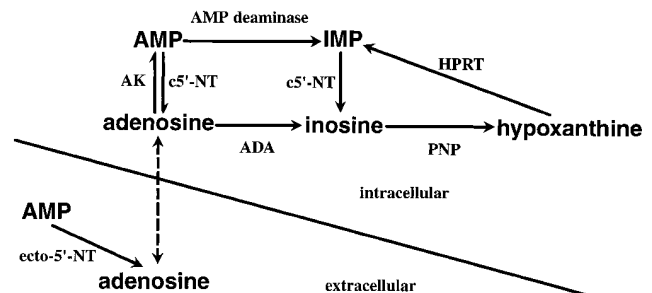 AMP deaminase
AMP
IMP
HPRT
AK
c5'-NT
c5'-NT
adenosine
inosine
hypoxanthine
ADA
PNP
intracellular
AMP
ecto-5'-NT
adenosine
extracellular